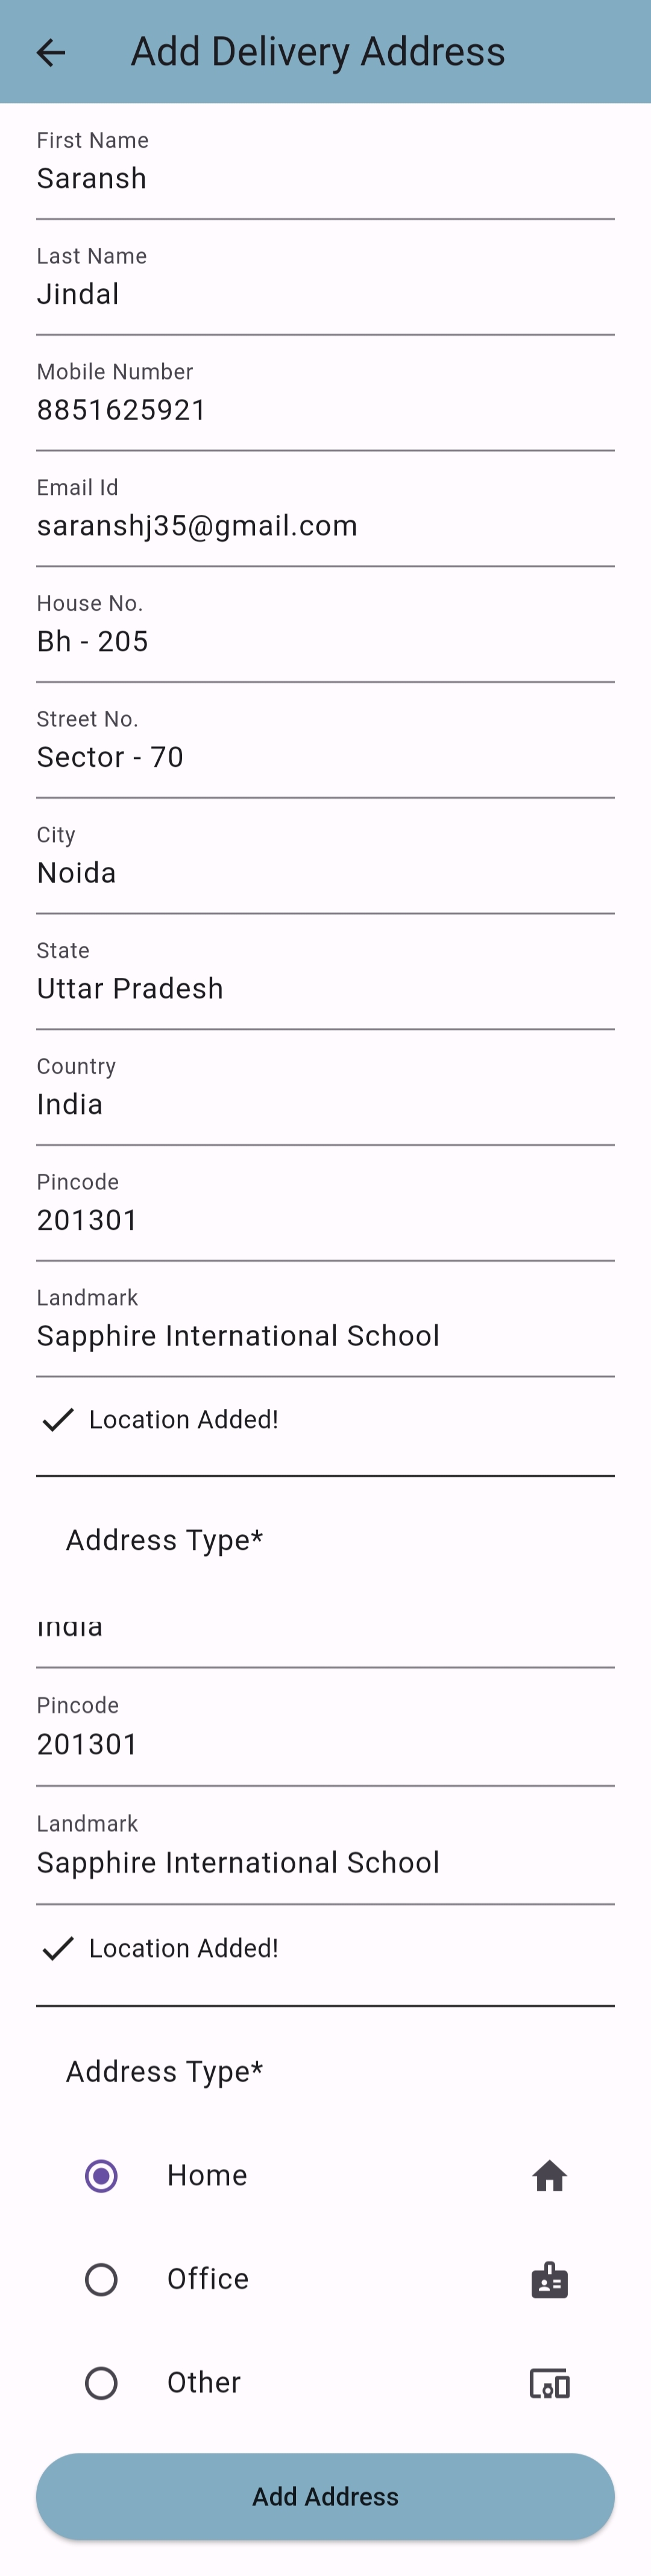 Add Delivery Address
First Name
Saransh
Last Name
Jindal
Mobile Number
8851625921
Email Id
saranshj35@gmail.com
House No.
Bh - 205
Street No.
Sector - 70
City
Noida
State
Uttar Pradesh
Country
India
Pincode
201301
Landmark
Sapphire International School
Location Added!
Address Type*
India
Pincode
201301
Landmark
Sapphire International School
Location Added!
Address Type*
Home
Office
Other
Add Address